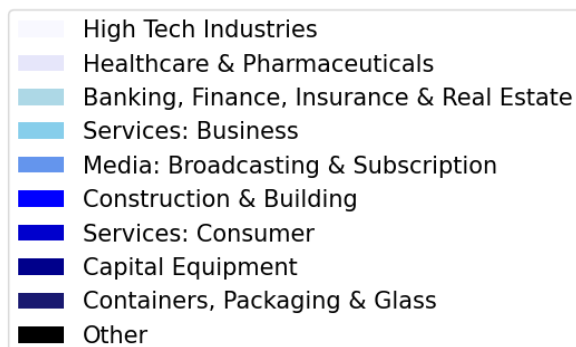 High Tech Industries
Healthcare & Pharmaceuticals
Banking, Finance, Insurance & Real Estate
Services: Business
Media: Broadcasting & Subscription
Construction & Building
Services: Consumer
Capital Equipment
Containers, Packaging & Glass
Other